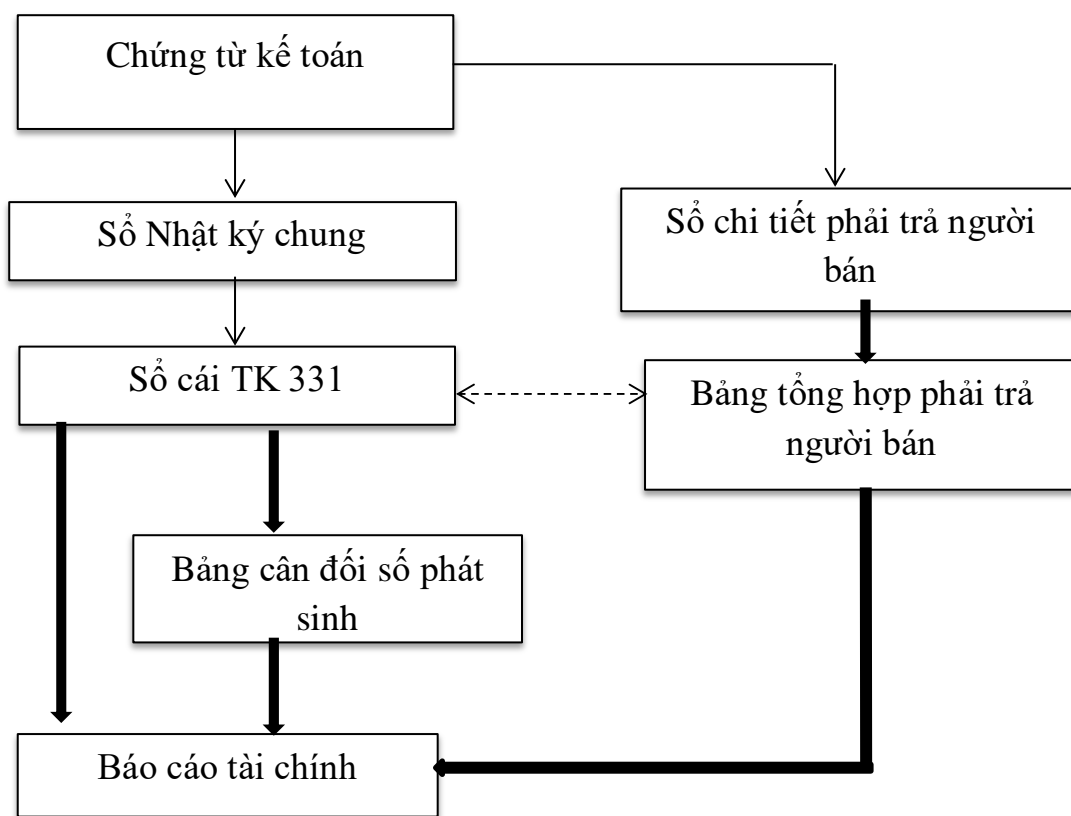 Chứng từ kế toán
Sổ Nhật ký chung
Sổ chi tiết phải trả người
bán
Sổ cái TK 331
Bảng tổng hợp phải trả
người bán
Bảng cân đối số phát
sinh
Báo cáo tài chính